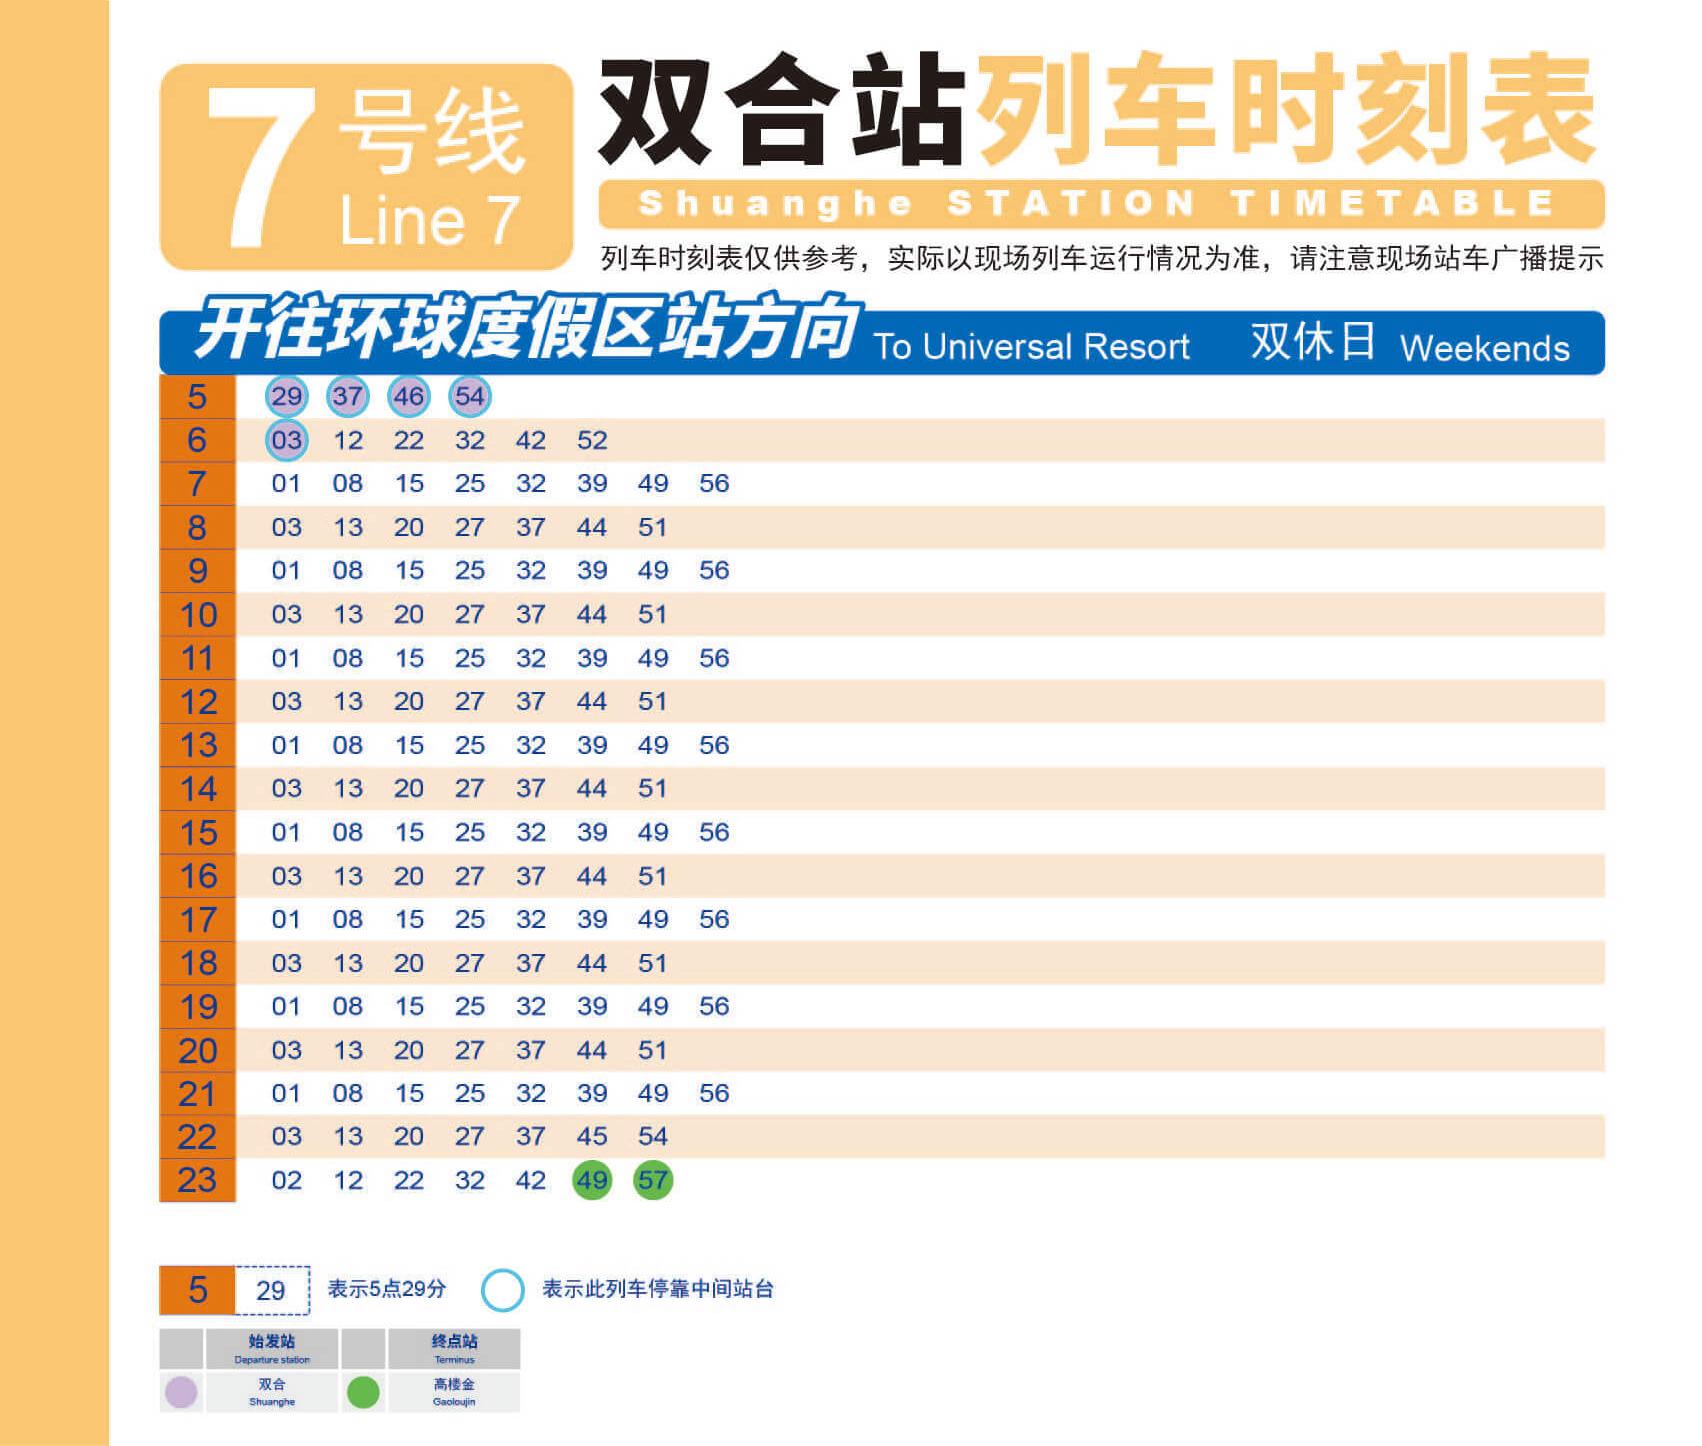 7号线
Line 7
双合站列车时刻表
Shuanghe STATION TIMETABLE
列车时刻表仅供参考，实际以现场列车运行情况为准，请注意现场站车广播提示
开往环球度假区站方向 To Universal Resort 双休日 Weekends
5 29 37 46 54
6 03 12 22 32 42 52
7 01 08 15 25 32 39 49 56
8 03 13 20 27 37 44 51
9 01 08 15 25 32 39 49 56
10 03 13 20 27 37 44 51
11 01 08 15 25 32 39 49 56
12 03 13 20 27 37 44 51
13 01 08 15 25 32 39 49 56
14 03 13 20 27 37 44 51
15 01 08 15 25 32 39 49 56
16 03 13 20 27 37 44 51
17 01 08 15 25 32 39 49 56
18 03 13 20 27 37 44 51
19 01 08 15 25 32 39 49 56
20 03 13 20 27 37 44 51
21 01 08 15 25 32 39 49 56
22 03 13 20 27 37 45 54
23 02 12 22 32 42 49 57
5 29 表示5点29分 表示此列车停靠中间站台
始发站 终点站
Departure station Terminus
双合 高楼金
Shuanghe Gaoloujin